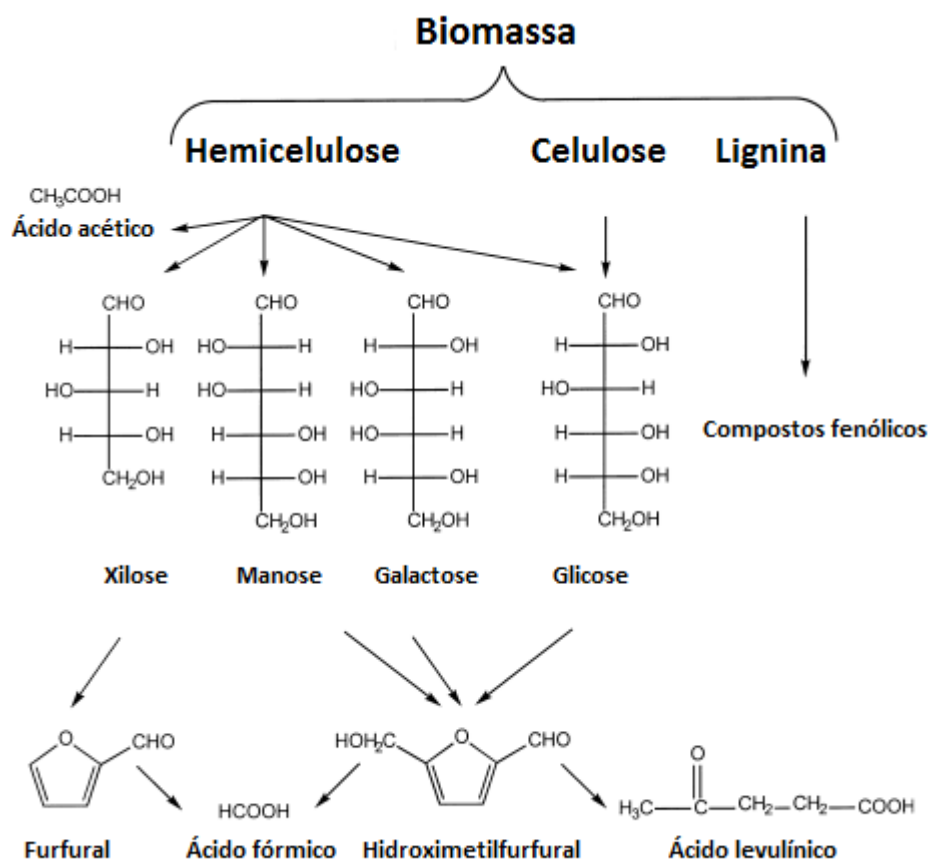 Biomassa
Hemicelulose Celulose Lignina
CH₃COOH
Ácido acético
CHO CHO CHO CHO
H OH HO H H OH H OH
HO H HO H HO H HO H
H OH H OH HO H H OH
CH₂OH H OH H OH H OH
CH₂OH CH₂OH CH₂OH
Compostos fenólicos
Xilose Manose Galactose Glicose
O CHO HOH₂C O CHO O
H₃C C CH₂ CH₂ COOH
HCOOH
Furfural Ácido fórmico Hidroximetilfurfural Ácido levulínico